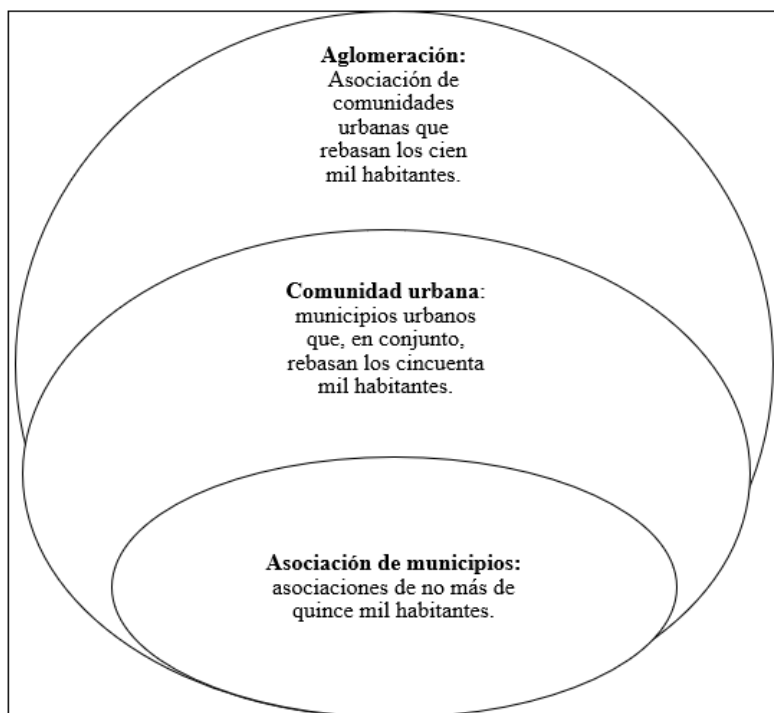 Aglomeración:
Asociación de
comunidades
urbanas que
rebasan los cien
mil habitantes.
Comunidad urbana:
municipios urbanos
que, en conjunto,
rebasan los cincuenta
mil habitantes.
Asociación de municipios:
asociaciones de no más de
quince mil habitantes.